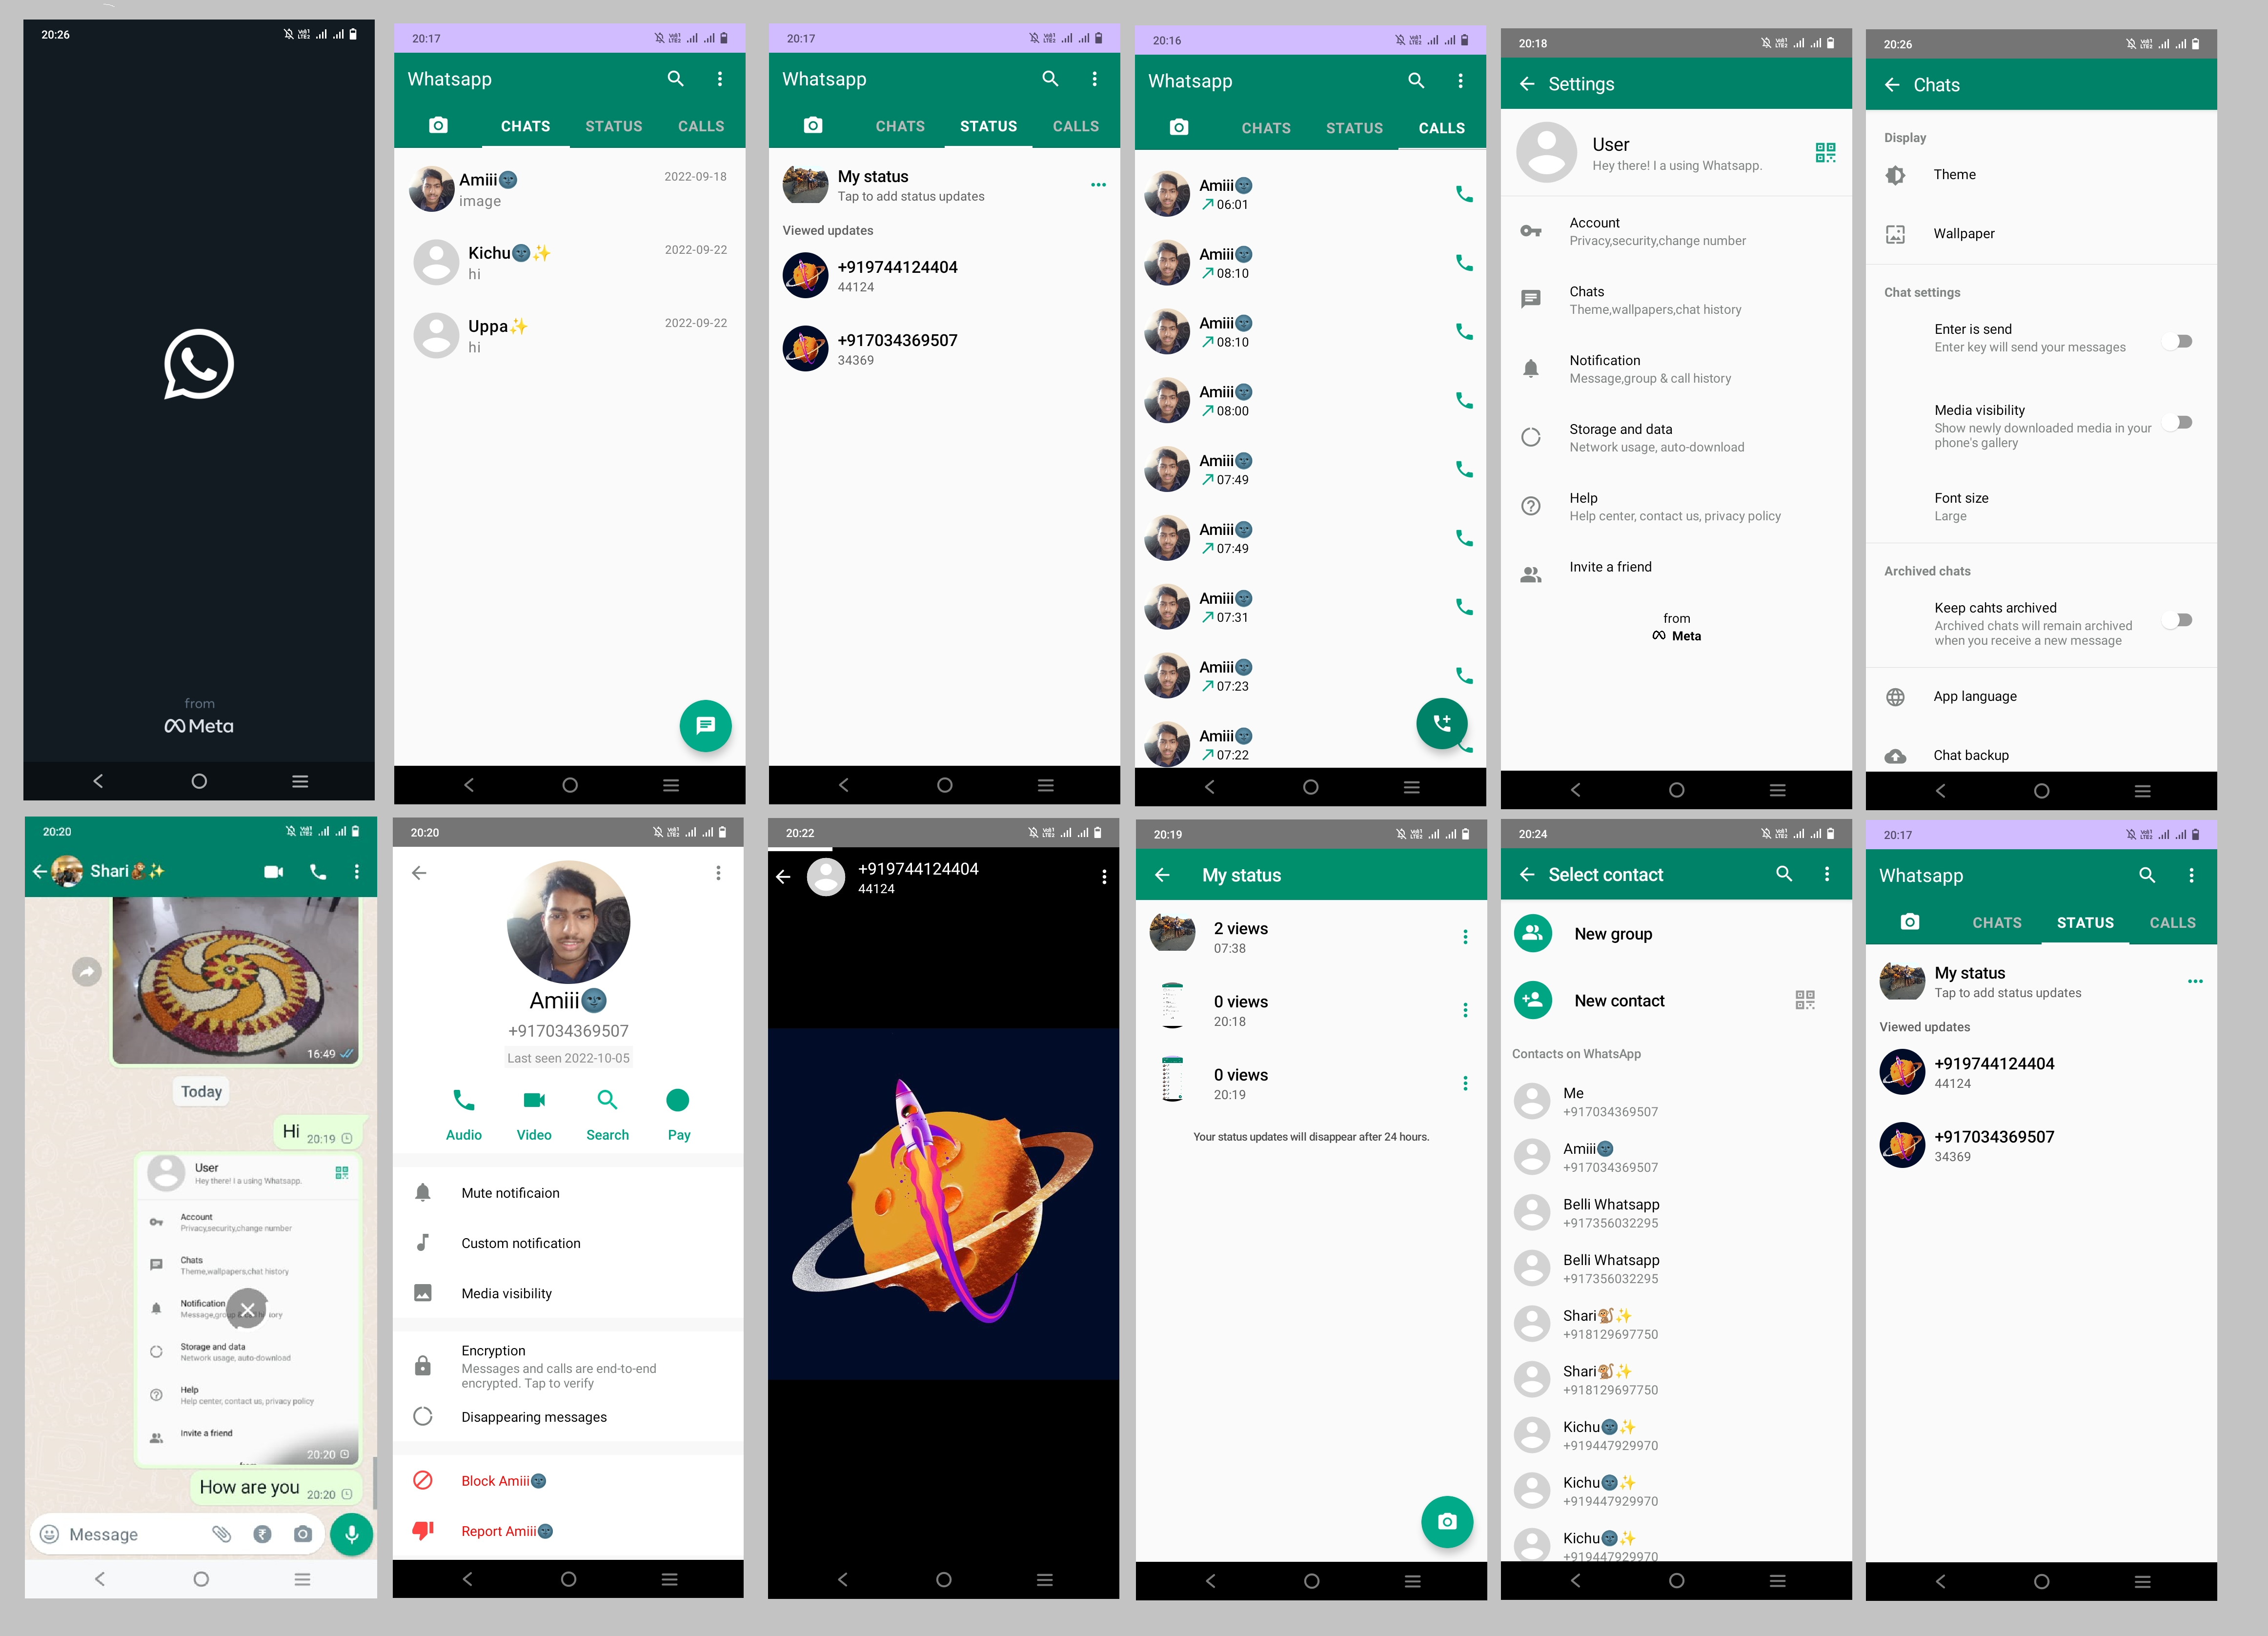 20:26
from
Meta
20:17
Whatsapp
CHATS STATUS CALLS
Amiii🌚 2022-09-18
image
Kichu🌚✨ 2022-09-22
hi
Uppa✨ 2022-09-22
hi
20:17
Whatsapp
CHATS STATUS CALLS
My status
Tap to add status updates
Viewed updates
+919744124404
44124
+917034369507
34369
20:16
Whatsapp
CHATS STATUS CALLS
Amiii🌚
06:01
Amiii🌚
08:10
Amiii🌚
08:10
Amiii🌚
08:00
Amiii🌚
07:49
Amiii🌚
07:49
Amiii🌚
07:31
Amiii🌚
07:23
Amiii🌚
07:22
20:18
Settings
User
Hey there! I a using Whatsapp.
Account
Privacy,security,change number
Chats
Theme,wallpapers,chat history
Notification
Message,group & call history
Storage and data
Network usage, auto-download
Help
Help center, contact us, privacy policy
Invite a friend
from
Meta
20:26
Chats
Display
Theme
Wallpaper
Chat settings
Enter is send
Enter key will send your messages
Media visibility
Show newly downloaded media in your
phone's gallery
Font size
Large
Archived chats
Keep cahts archived
Archived chats will remain archived
when you receive a new message
App language
Chat backup
20:20
Shari🐒✨
16:49
Today
Hi 20:19
User
Hey there! I a using Whatsapp.
Account
Privacy,security,change number
Chats
Theme,wallpapers,chat history
Notification
Message,group
Storage and data
Network usage, auto-download
Help
Help center, contact us, privacy policy
Invite a friend
20:20
How are you 20:20
Message
20:20
Amiii🌚
+917034369507
Last seen 2022-10-05
Audio Video Search Pay
Mute notificaion
Custom notification
Media visibility
Encryption
Messages and calls are end-to-end
encrypted. Tap to verify
Disappearing messages
Block Amiii🌚
Report Amiii🌚
20:22
+919744124404
44124
20:19
My status
2 views
07:38
0 views
20:18
0 views
20:19
Your status updates will disappear after 24 hours.
20:24
Select contact
New group
New contact
Contacts on WhatsApp
Me
+917034369507
Amiii🌚
+917034369507
Belli Whatsapp
+917356032295
Belli Whatsapp
+917356032295
Shari🐒✨
+918129697750
Shari🐒✨
+918129697750
Kichu🌚✨
+919447929970
Kichu🌚✨
+919447929970
Kichu🌚✨
+919447929970
20:17
Whatsapp
CHATS STATUS CALLS
My status
Tap to add status updates
Viewed updates
+919744124404
44124
+917034369507
34369